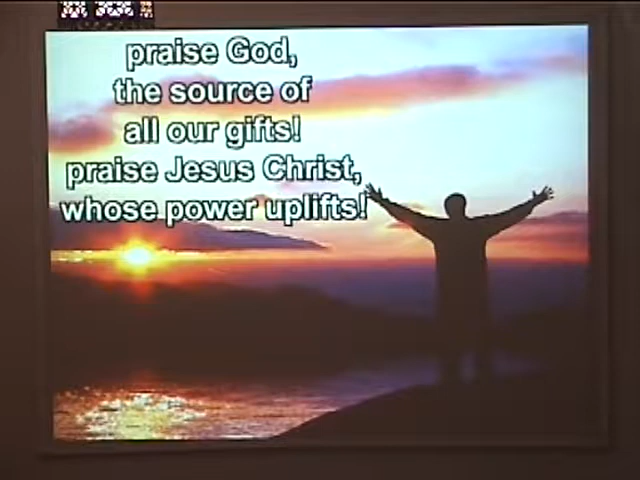 praise God,
the source of
all our gifts!
praise Jesus Christ,
whose power uplifts!